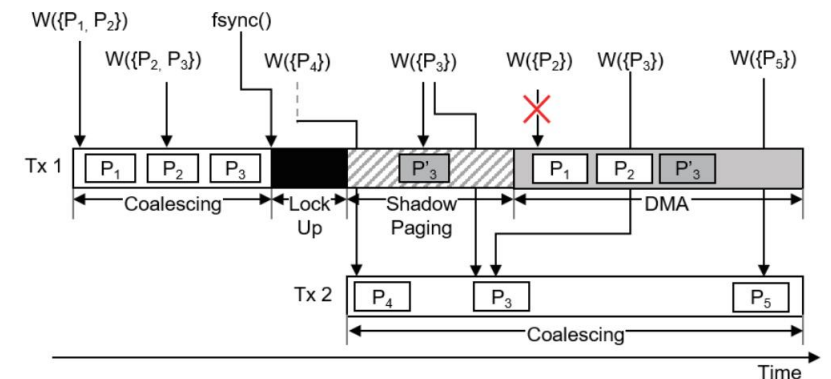 W({P1, P2})
fsync()
W({P2, P3})
W({P4})
W({P3})
W({P2})
W({P3})
W({P5})
Tx 1
P1
P2
P3
P'3
P1
P2
P'3
Coalescing
Lock Up
Shadow Paging
DMA
Tx 2
P4
P3
P5
Coalescing
Time